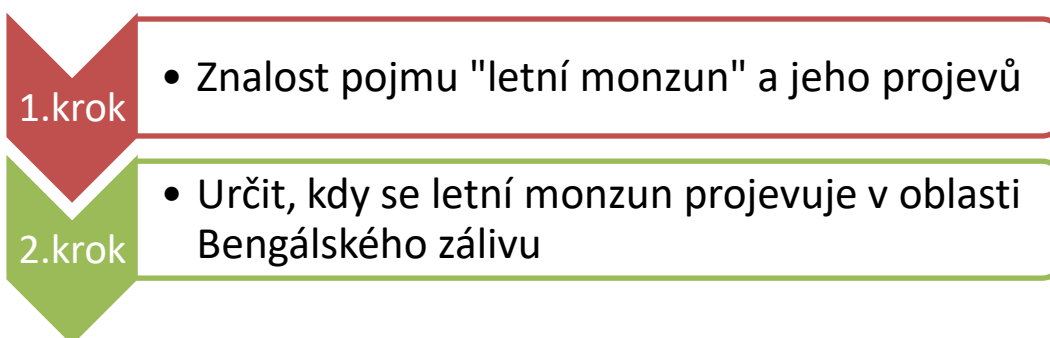 1.krok
• Znalost pojmu "letní monzun" a jeho projevů
2.krok
• Určit, kdy se letní monzun projevuje v oblasti
Bengálského zálivu